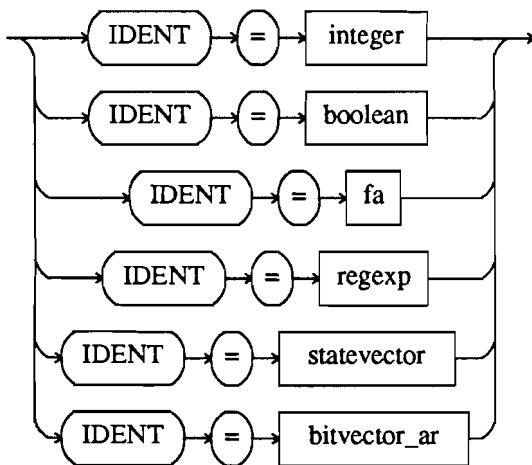 IDENT = integer
IDENT = boolean
IDENT = fa
IDENT = regexp
IDENT = statevector
IDENT = bitvector_ar